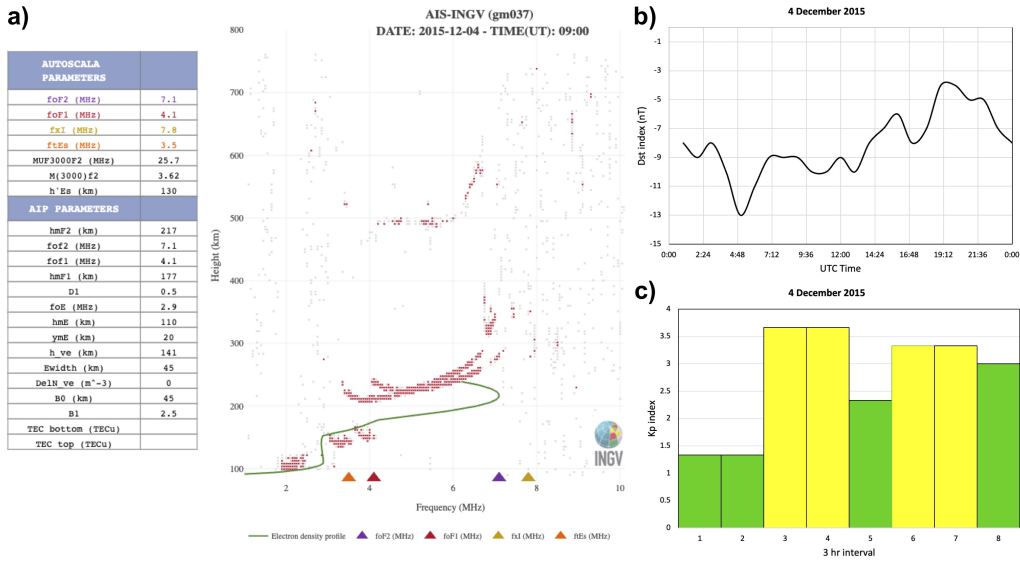 a)
AUTOSCALA
PARAMETERS
foF2 (MHz) 7.1
foF1 (MHz) 4.1
fxI (MHz) 7.8
ftEs (MHz) 3.5
MUF3000F2 (MHz) 25.7
M(3000)f2 3.62
h`Es (km) 130
AIP PARAMETERS
hmF2 (km) 217
fof2 (MHz) 7.1
fof1 (MHz) 4.1
hmF1 (km) 177
D1 0.5
foE (MHz) 2.9
hmE (km) 110
ymE (km) 20
h_ve (km) 141
Ewidth (km) 45
DelN_ve (m^-3) 0
B0 (km) 45
B1 2.5
TEC bottom (TECu)
TEC top (TECu)
AIS-INGV (gm037)
DATE: 2015-12-04 - TIME(UT): 09:00
800
700
600
500
400
300
200
100
Height (km)
2 4 6 8 10
Frequency (MHz)
INGV
Electron density profile foF2 (MHz) foF1 (MHz) fxI (MHz) ftEs (MHz)
b)
4 December 2015
-1
-3
-5
-7
-9
-11
-13
-15
Dst index (nT)
0:00 2:24 4:48 7:12 9:36 12:00 14:24 16:48 19:12 21:36 0:00
UTC Time
c)
4 December 2015
4
3.5
3
2.5
2
1.5
1
0.5
0
Kp index
1 2 3 4 5 6 7 8
3 hr interval